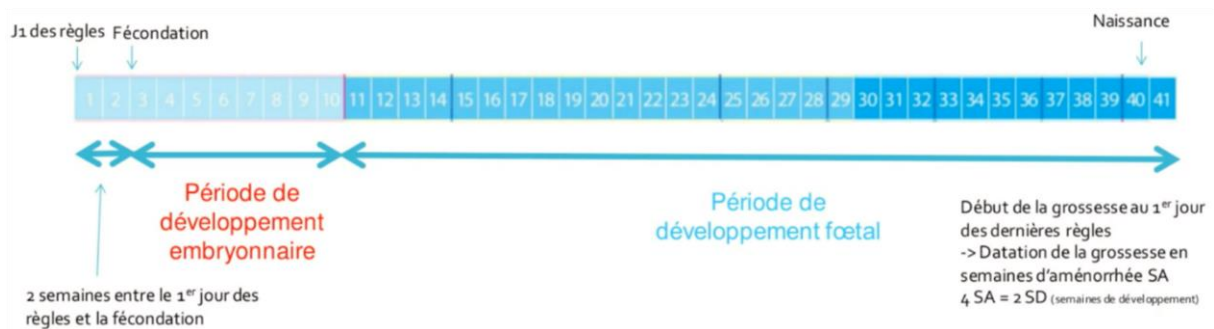 J1 des règles
Fécondation
Naissance
1 2 3 4 5 6 7 8 9 10 11 12 13 14 15 16 17 18 19 20 21 22 23 24 25 26 27 28 29 30 31 32 33 34 35 36 37 38 39 40 41
Période de
développement
embryonnaire
Période de
développement fœtal
2 semaines entre le 1er jour des
règles et la fécondation
Début de la grossesse au 1er jour
des dernières règles
-> Datation de la grossesse en
semaines d'aménorrhée SA
4 SA = 2 SD (semaines de développement)